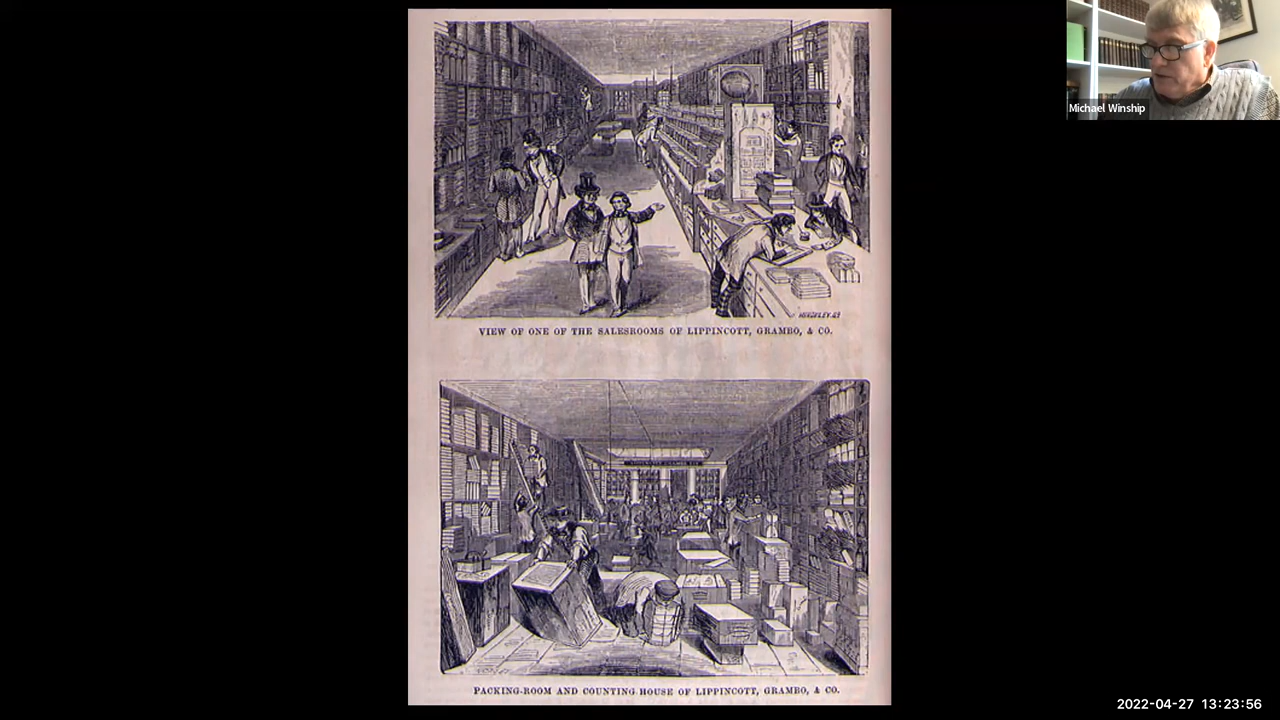 Michael Winship
VIEW OF ONE OF THE SALESROOMS OF LIPPINCOTT, GRAMBO, & CO.
PACKING-ROOM AND COUNTING-HOUSE OF LIPPINCOTT, GRAMBO, & CO.
2022-04-27 13:23:56